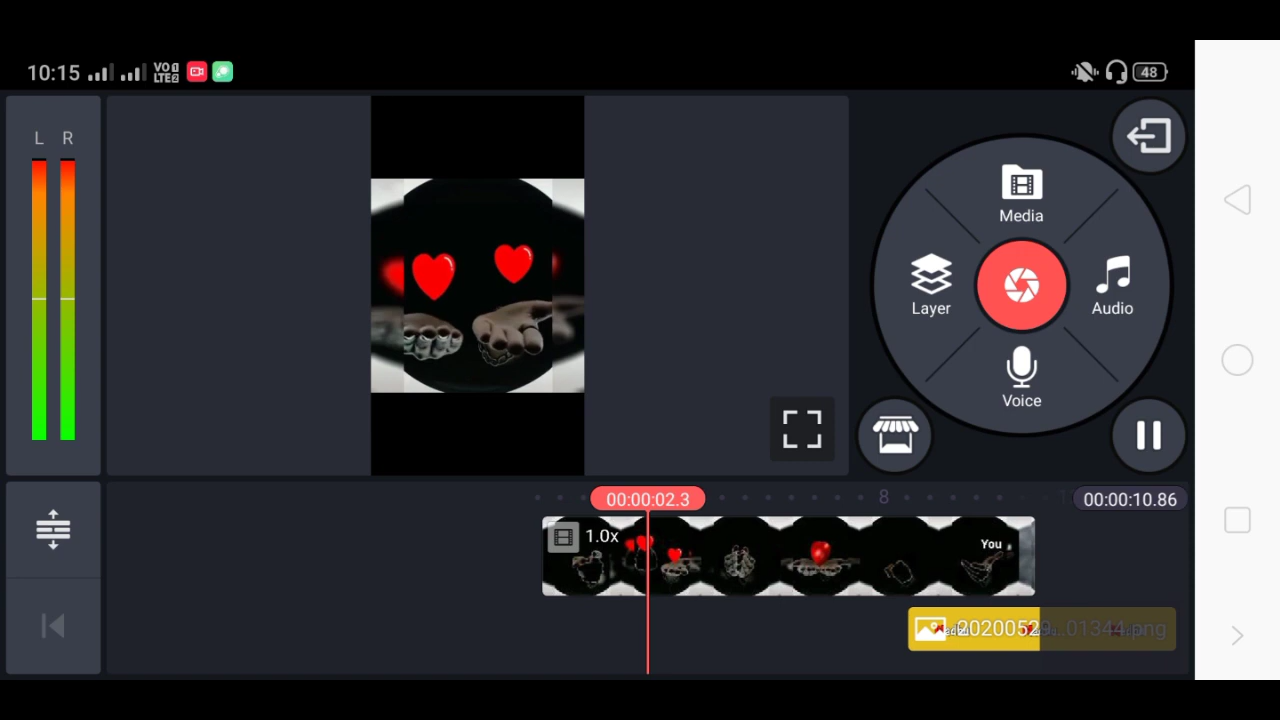 10:15
VO LTE2
48
L R
Media
Layer
Audio
Voice
00:00:02.3
8
00:00:10.86
1.0x
You
20200529...01344.png